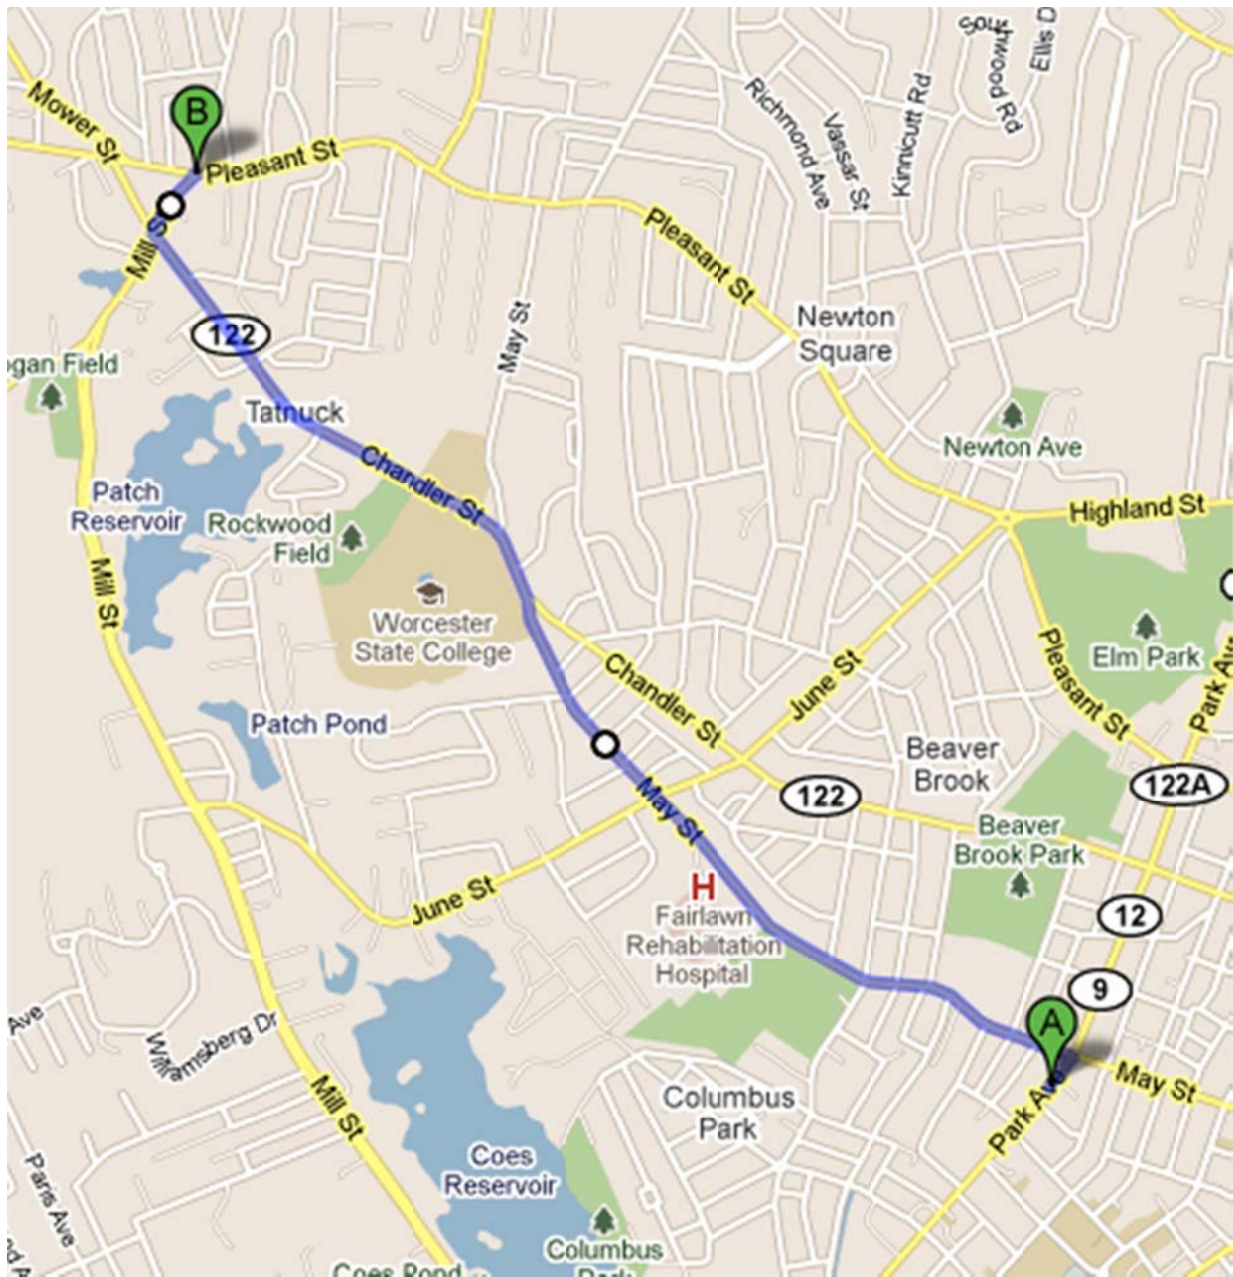 Southwood Rd
Ellis D
Mower St
B
Pleasant St
Richmond Ave
Vassar St
Kinnicutt Rd
Mill St
Pleasant St
122
May St
Newton
Square
ogan Field
Tatnuck
Newton Ave
Chandler St
Patch
Reservoir
Rockwood
Field
Highland St
Mill St
Worcester
State College
Elm Park
Chandler St
June St
Pleasant St
Park Ave
Patch Pond
Beaver
Brook
122
122A
May St
Beaver
Brook Park
H
June St
Fairlawn
Rehabilitation
Hospital
12
9
Ave
Williamsberg Dr
A
May St
Mill St
Columbus
Park
Park Ave
Paris Ave
Coes
Reservoir
Columbus
Park
Coes Pond